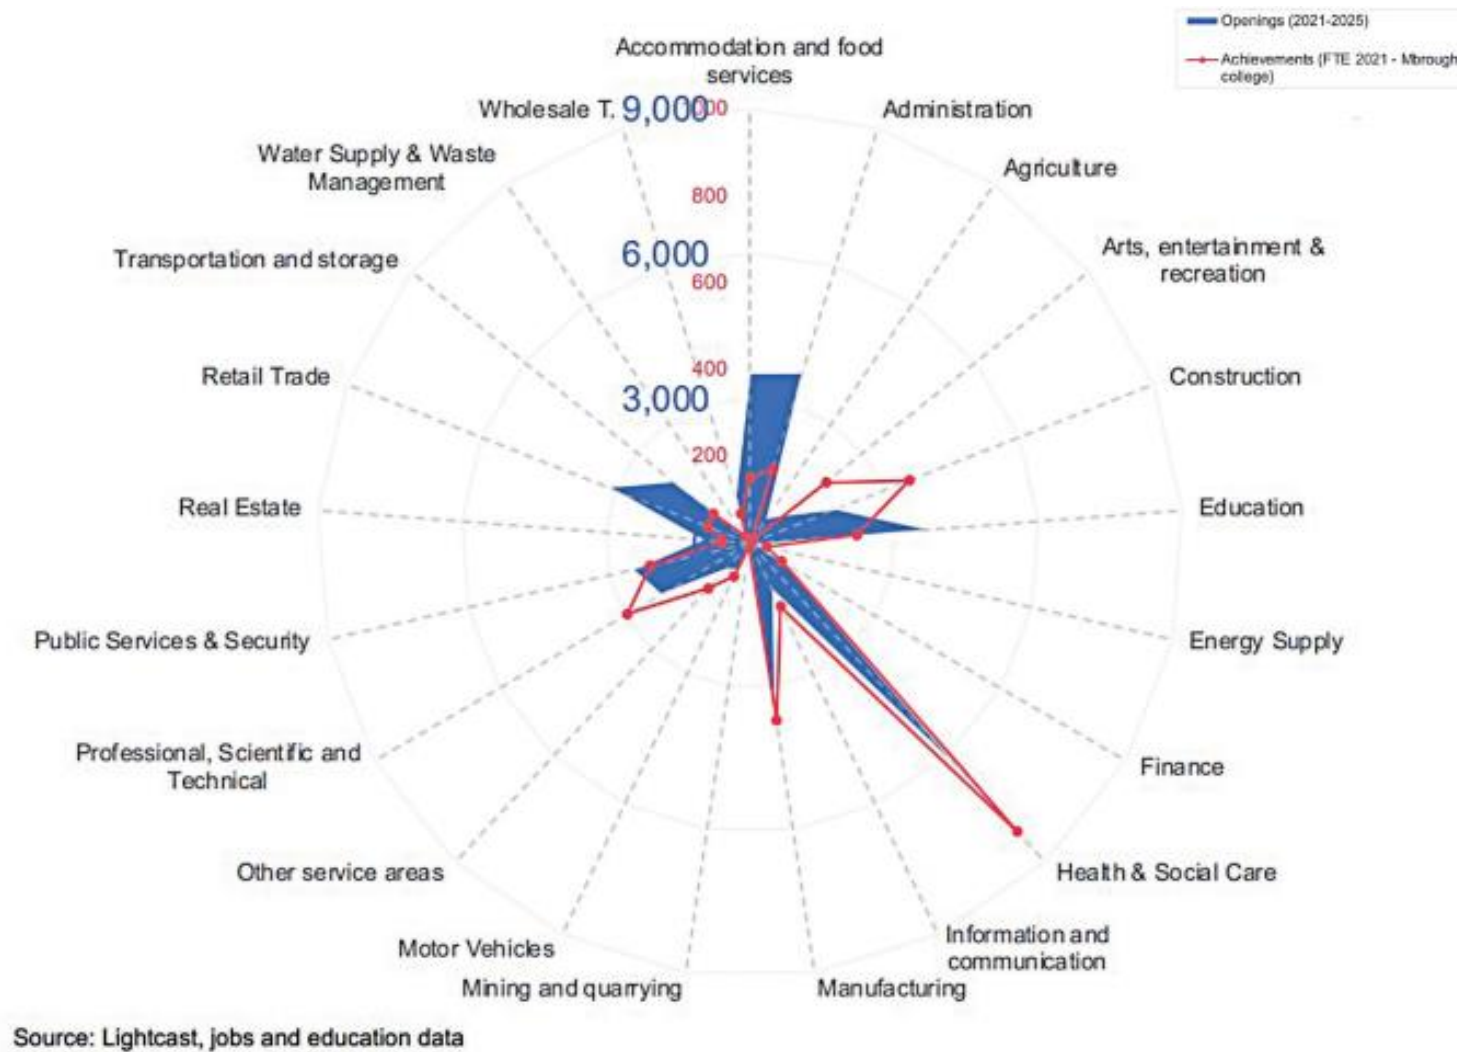 Openings (2021-2025)
Achievements (FTE 2021 - Mbrough
college)
Accommodation and food
services
Administration
Agriculture
Arts, entertainment &
recreation
Construction
Education
Energy Supply
Finance
Health & Social Care
Information and
communication
Manufacturing
Mining and quarrying
Motor Vehicles
Other service areas
Professional, Scientific and
Technical
Public Services & Security
Real Estate
Retail Trade
Transportation and storage
Water Supply & Waste
Management
Wholesale T.
9,000
800
6,000
600
400
3,000
200
Source: Lightcast, jobs and education data